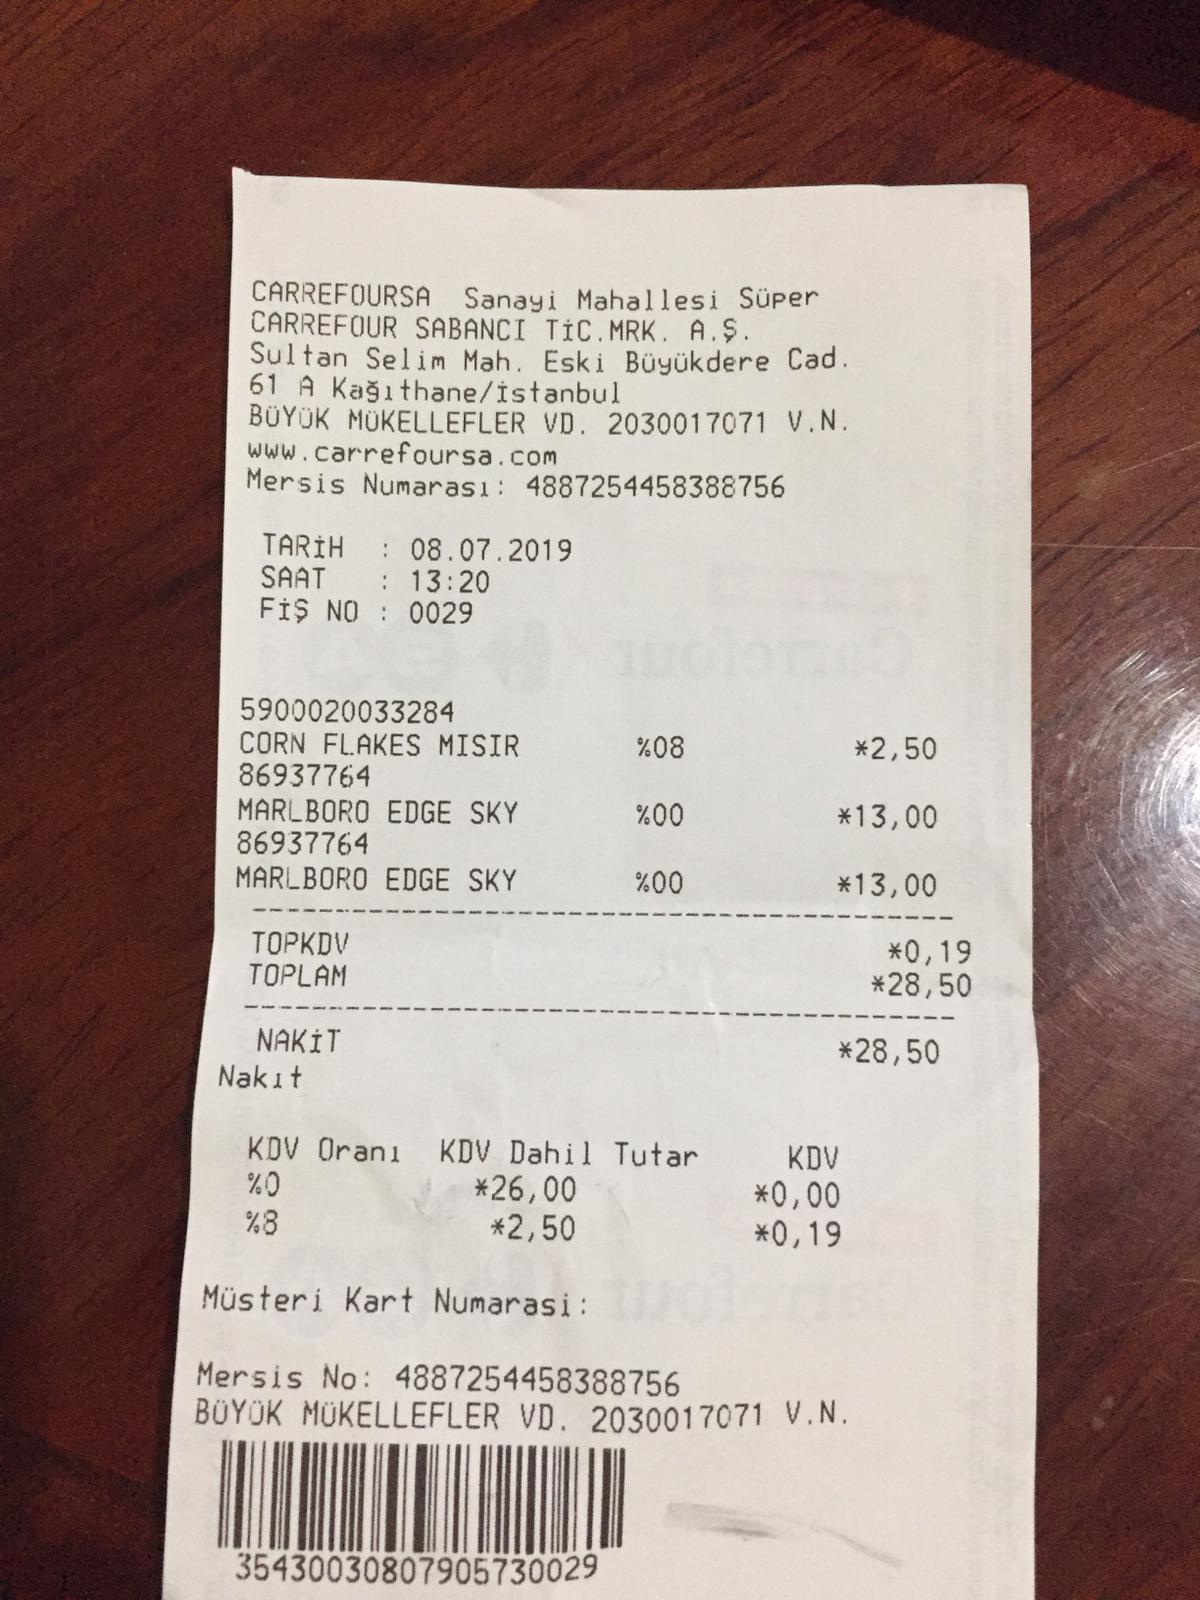 CARREFOURSA Sanayi Mahallesi Süper
CARREFOUR SABANCI TİC.MRK. A.Ş.
Sultan Selim Mah. Eski Büyükdere Cad.
61 A Kağıthane/İstanbul
BÜYÜK MÜKELLEFLER VD. 2030017071 V.N.
www.carrefoursa.com
Mersis Numarası: 4887254458388756
TARİH : 08.07.2019
SAAT : 13:20
FİŞ NO : 0029
5900020033284
CORN FLAKES MISIR %08 *2,50
86937764
MARLBORO EDGE SKY %00 *13,00
86937764
MARLBORO EDGE SKY %00 *13,00
TOPKDV *0,19
TOPLAM *28,50
NAKİT *28,50
Nakıt
KDV Oranı KDV Dahil Tutar KDV
%0 *26,00 *0,00
%8 *2,50 *0,19
Müsteri Kart Numarasi:
Mersis No: 4887254458388756
BÜYÜK MÜKELLEFLER VD. 2030017071 V.N.
35430030807905730029